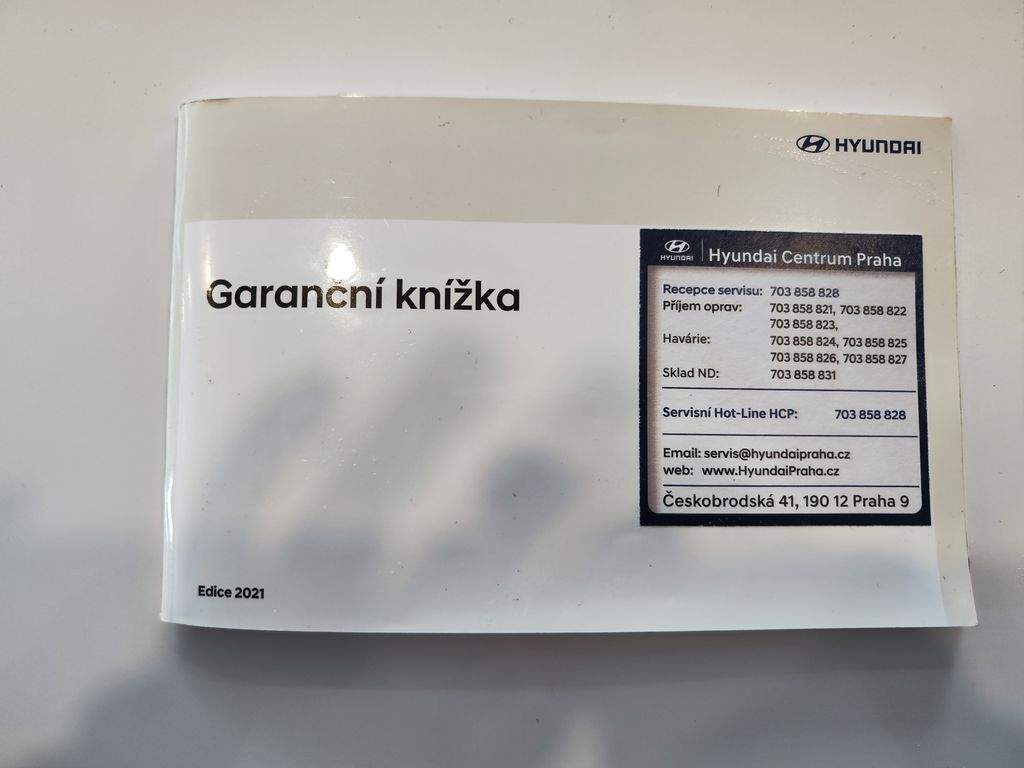 HYUNDAI
Garanční knížka
HYUNDAI Hyundai Centrum Praha
Recepce servisu: 703 858 828
Příjem oprav: 703 858 821, 703 858 822
703 858 823,
Havárie: 703 858 824, 703 858 825
703 858 826, 703 858 827
Sklad ND: 703 858 831
Servisní Hot-Line HCP: 703 858 828
Email: servis@hyundaipraha.cz
web: www.HyundaiPraha.cz
Českobrodská 41, 190 12 Praha 9
Edice 2021